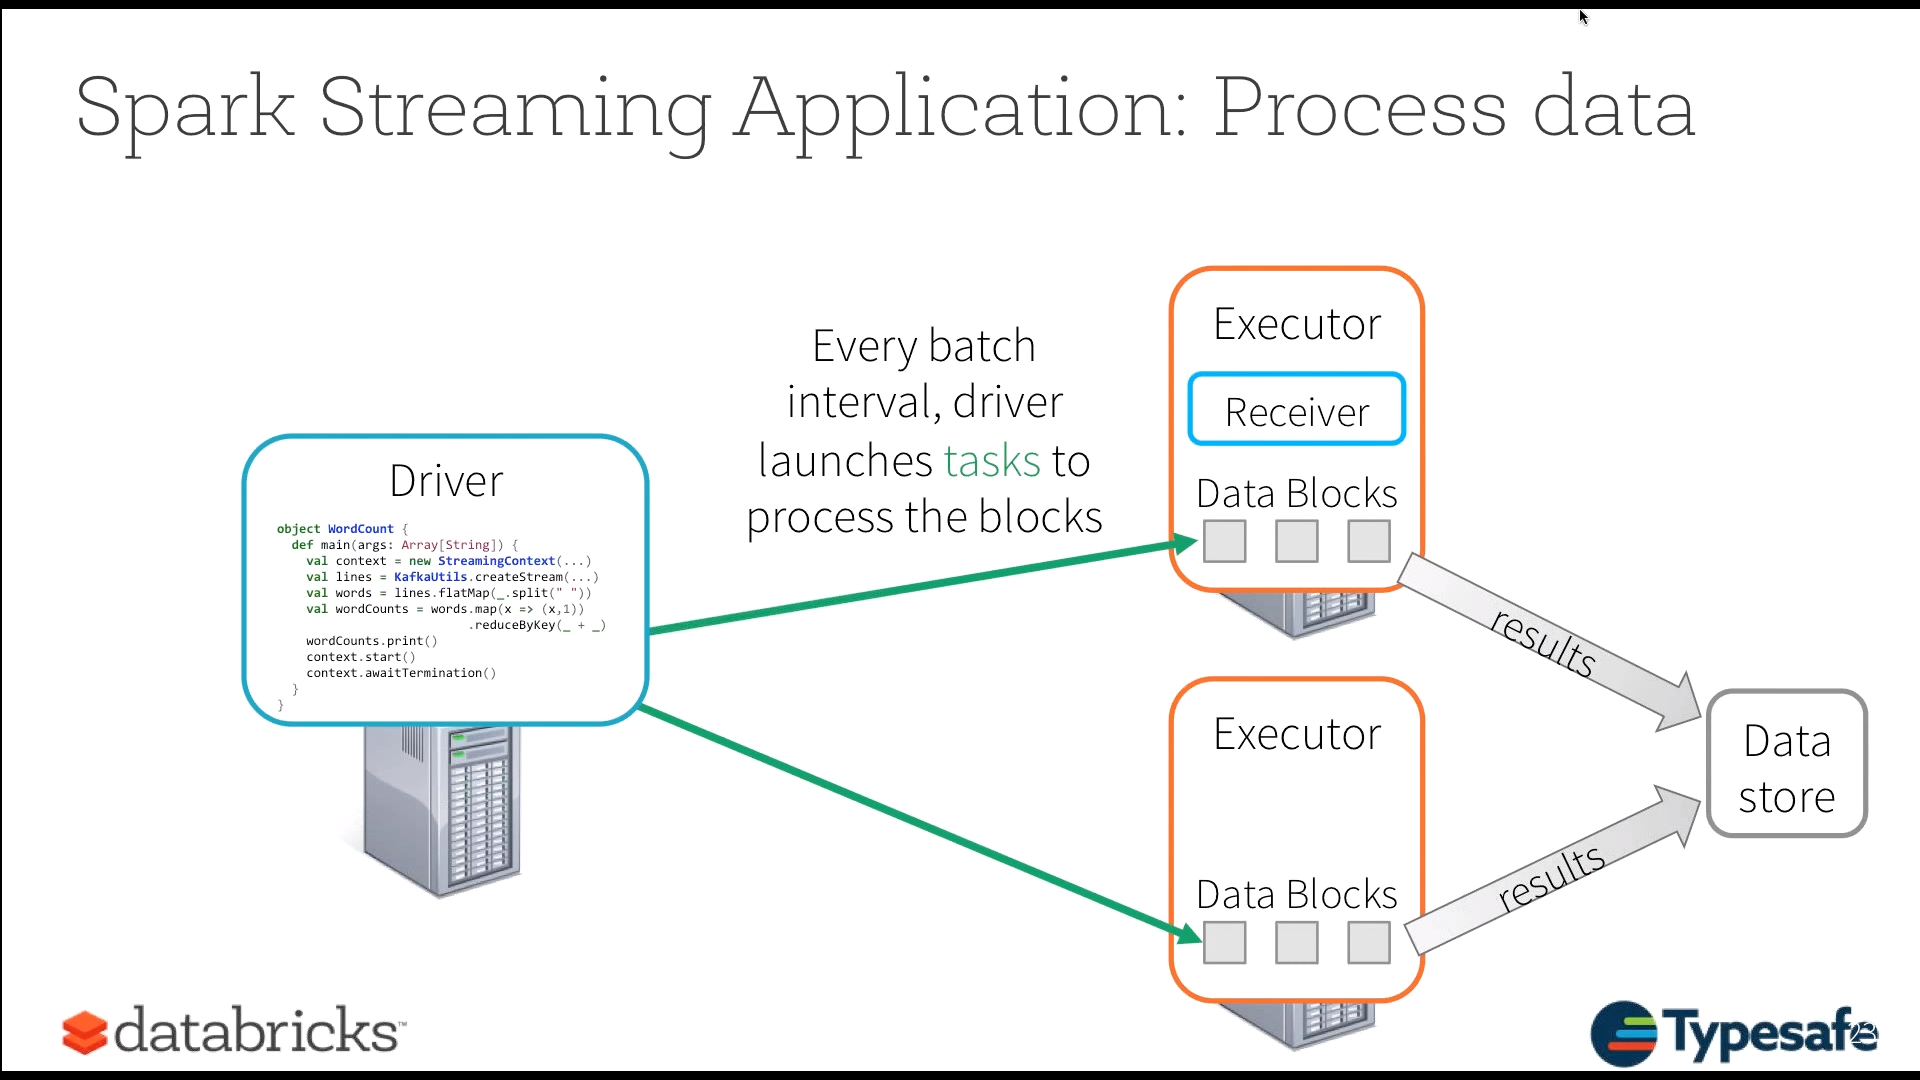 Spark Streaming Application: Process data
Every batch
interval, driver
launches tasks to
process the blocks
Driver
object WordCount {
  def main(args: Array[String]) {
    val context = new StreamingContext(...)
    val lines = KafkaUtils.createStream(...)
    val words = lines.flatMap(_.split(" "))
    val wordCounts = words.map(x => (x,1))
                          .reduceByKey(_ + _)
    wordCounts.print()
    context.start()
    context.awaitTermination()
  }
}
Executor
Receiver
Data Blocks
results
Executor
Data Blocks
results
Data
store
databricks™
Typesafe
23